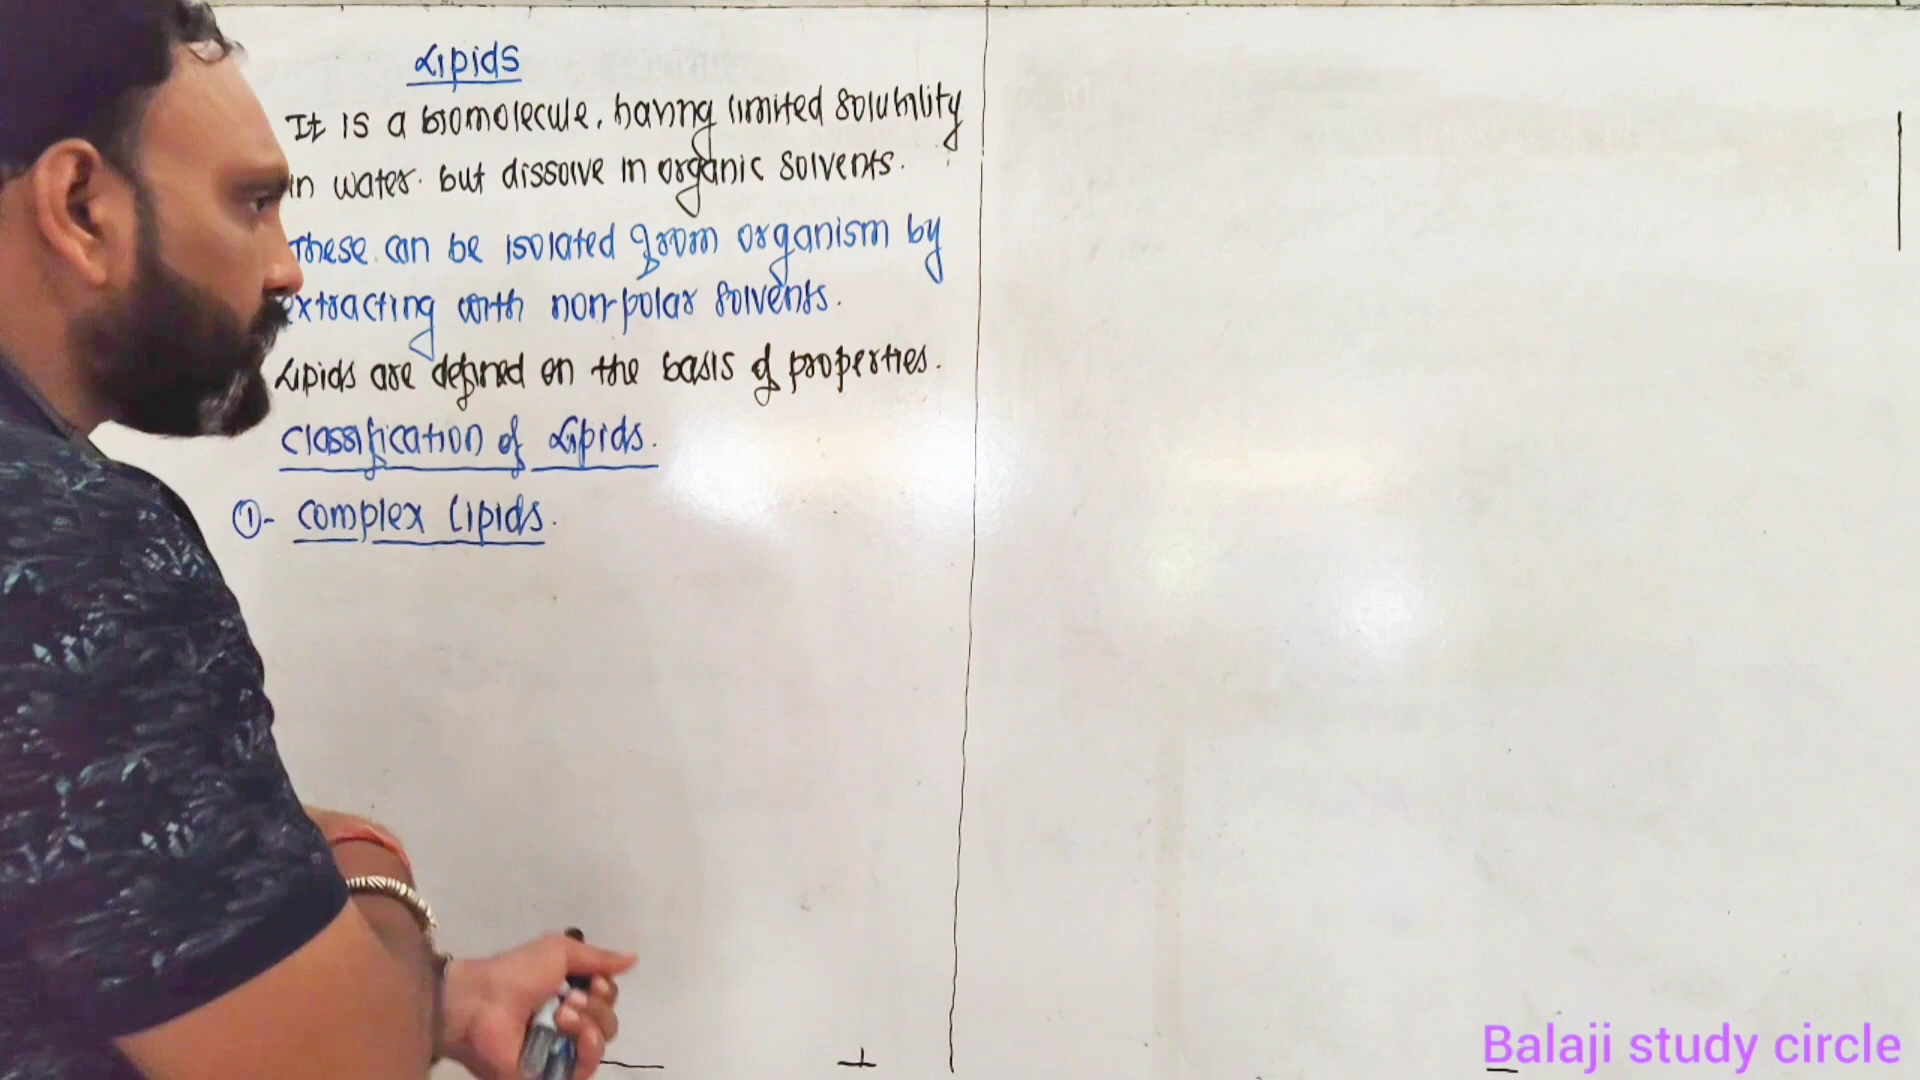 Lipids
It is a biomolecule, having limited solubility
in water. but dissolve in organic solvents.
These can be isolated from organism by
extracting with non-polar solvents.
Lipids are defined on the basis of properties.
Classification of Lipids.
①- Complex Lipids.
Balaji study circle